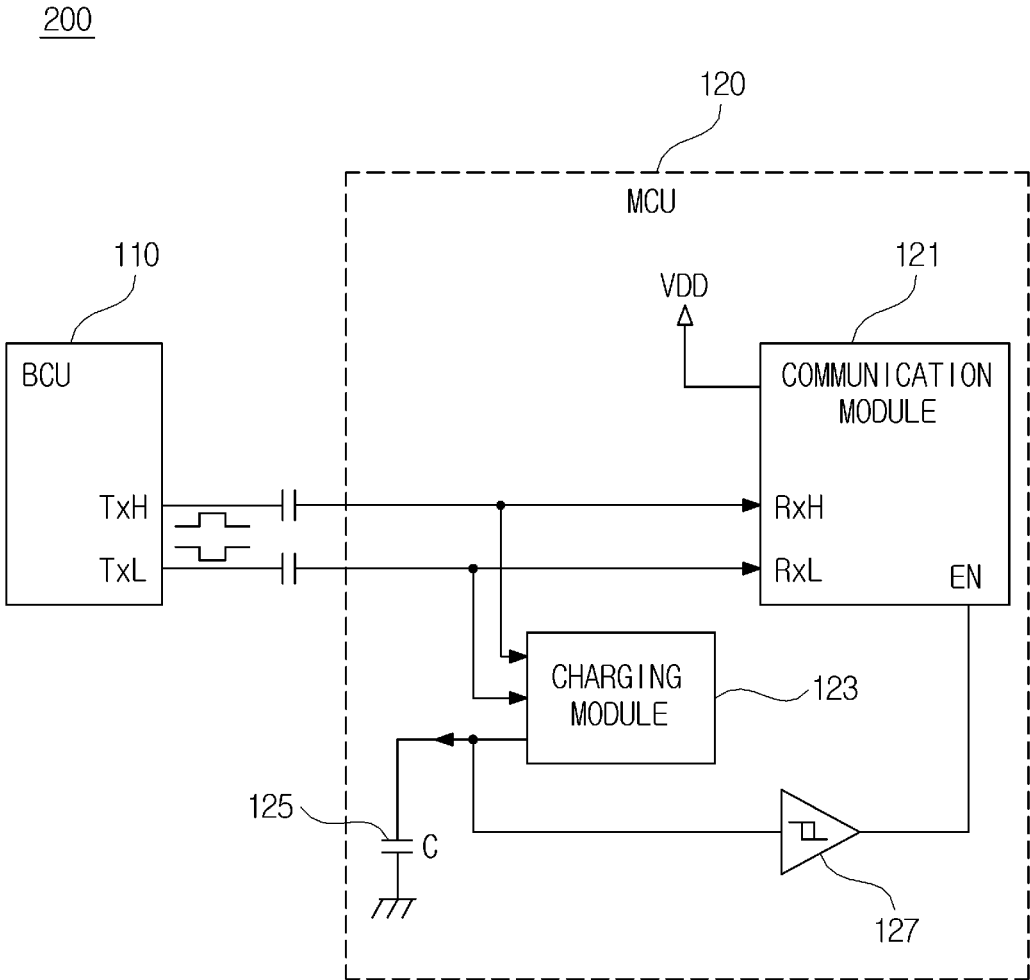 200
120
MCU
110
121
VDD
BCU
COMMUNICATION
MODULE
TxH
RxH
TxL
RxL
EN
CHARGING
MODULE
123
125
C
127